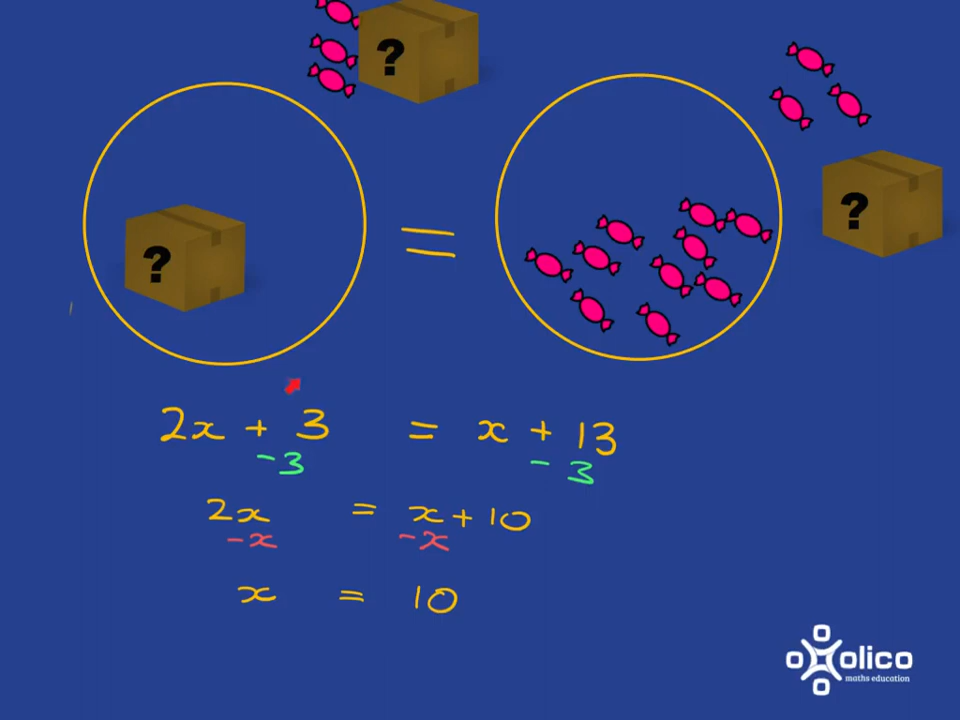 ?
?
?
=
2x + 3 = x + 13
-3 - 3
2x = x + 10
-x -x
x = 10
olico
maths education